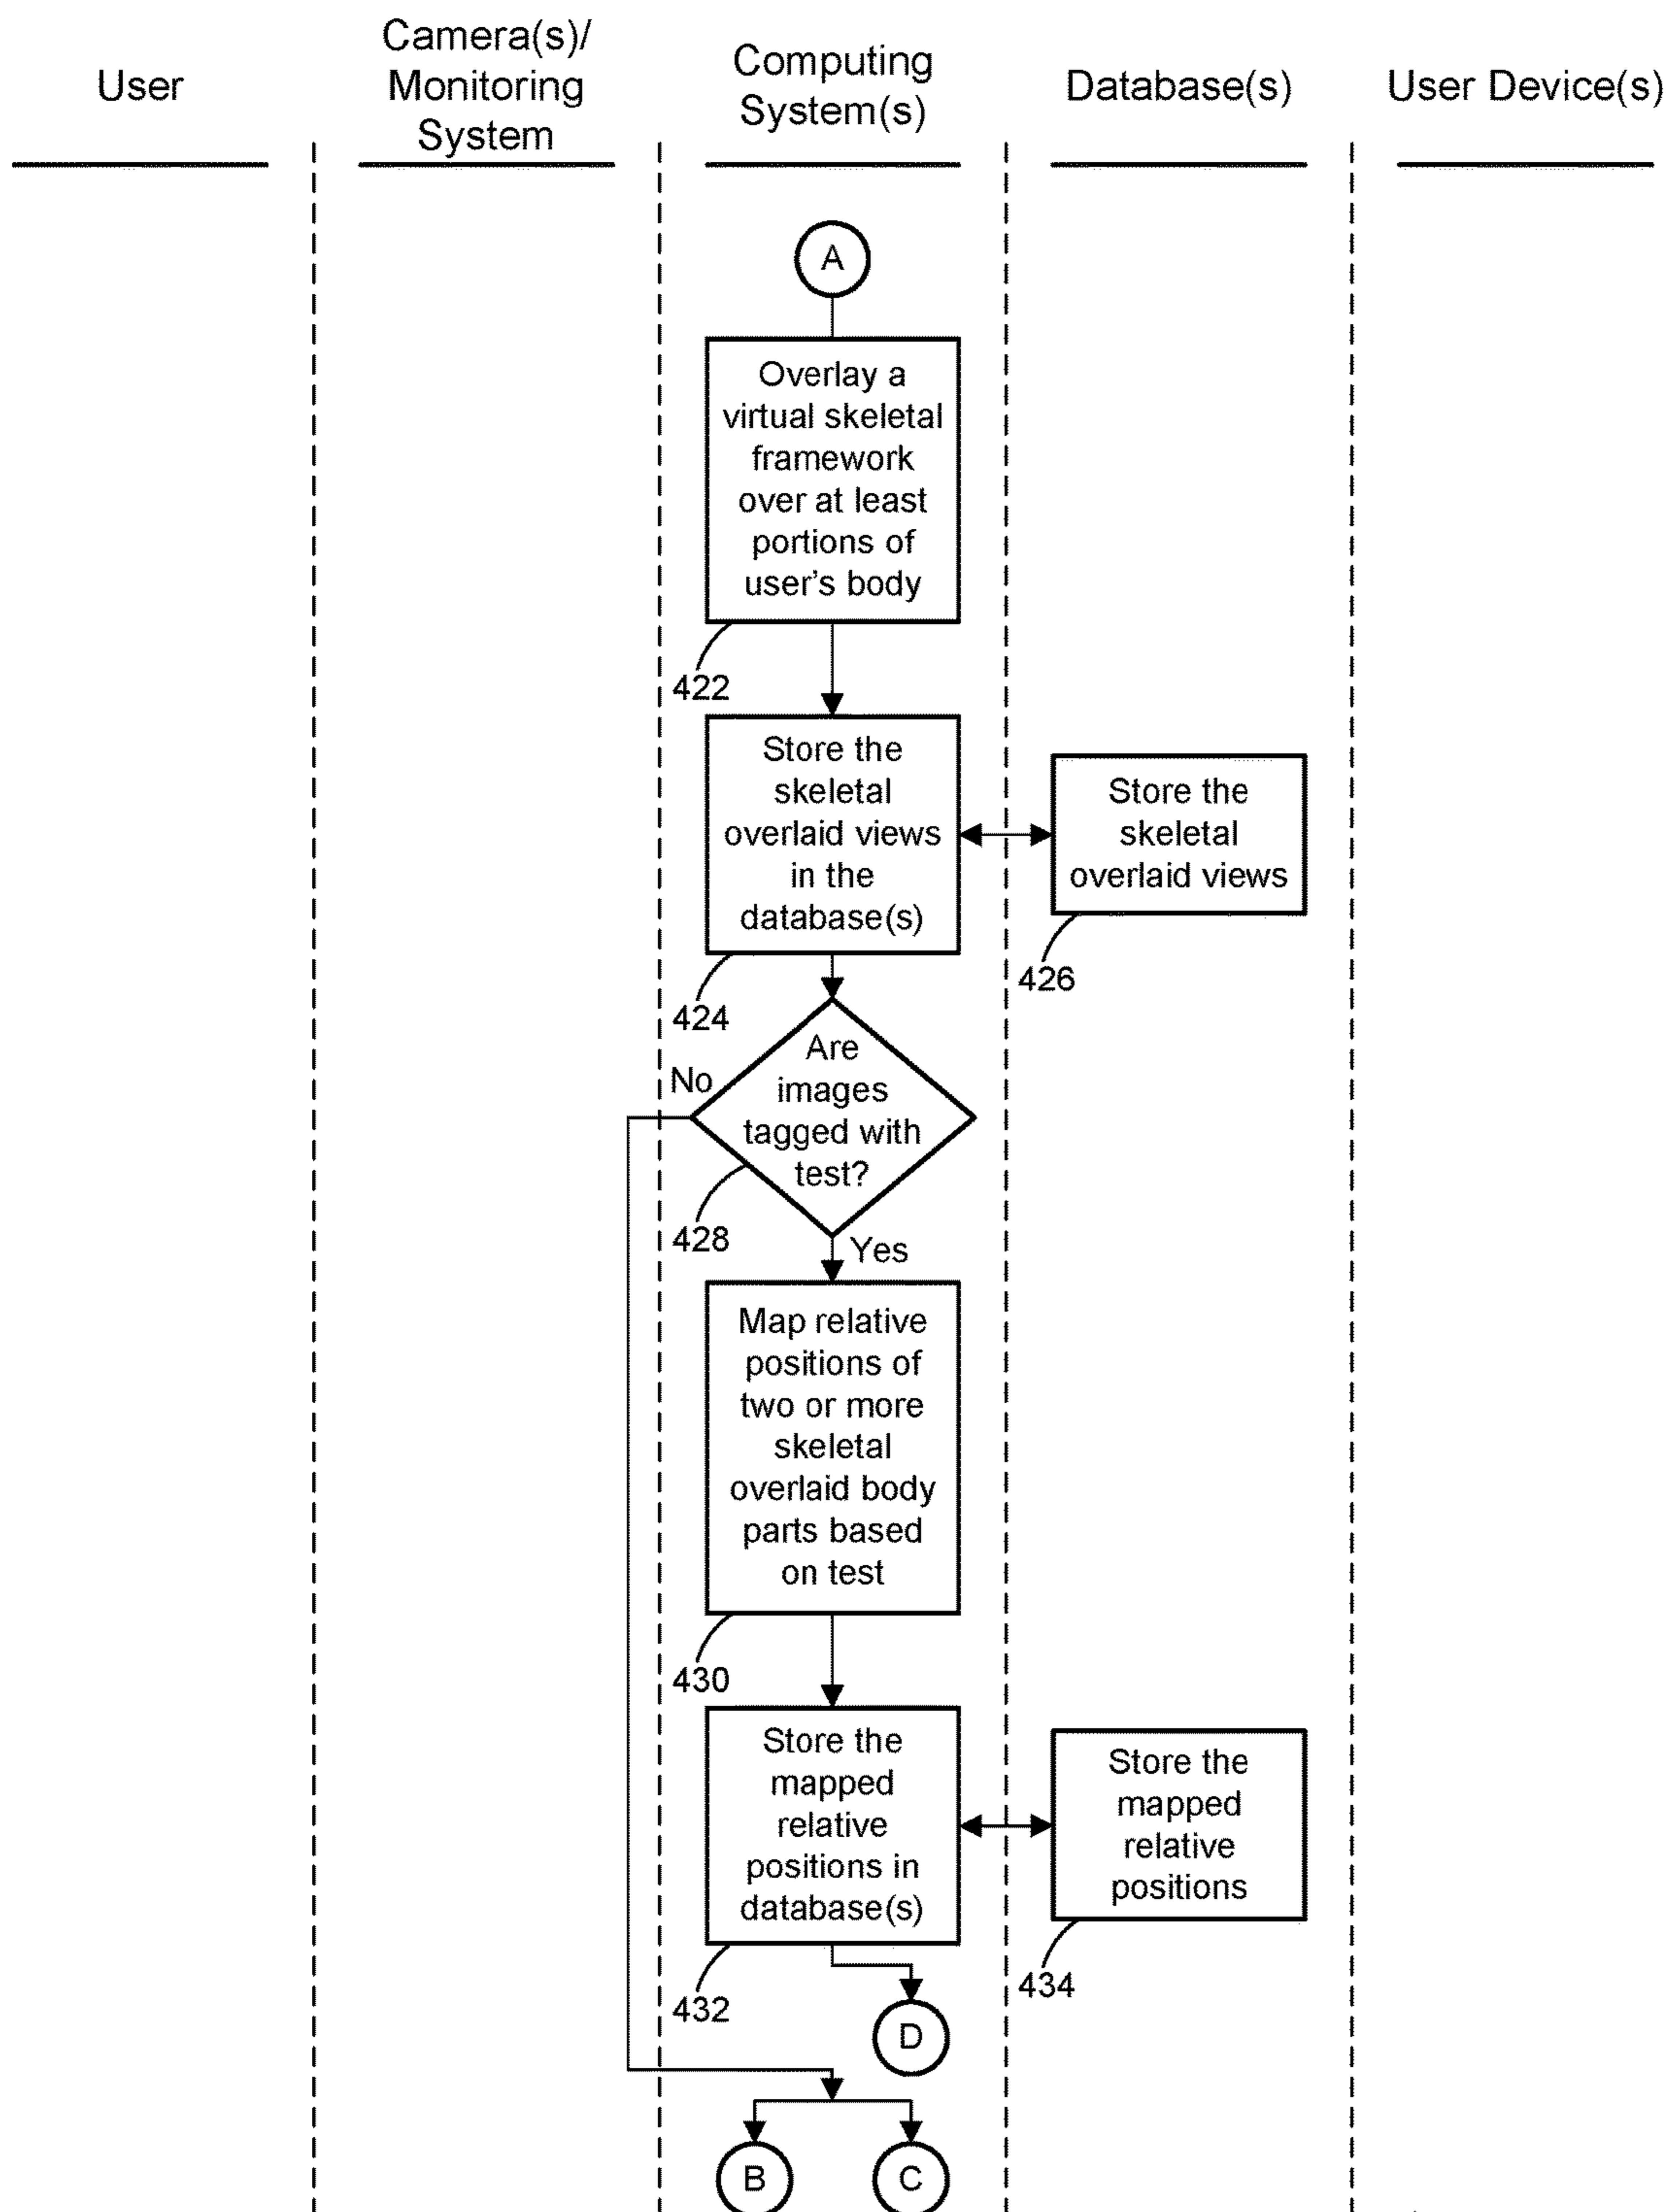 User
Camera(s)/
Monitoring
System
Computing
System(s)
Database(s)
User Device(s)
A
Overlay a
virtual skeletal
framework
over at least
portions of
user's body
422
Store the
skeletal
overlaid views
in the
database(s)
424
Store the
skeletal
overlaid views
426
Are
images
tagged with
test?
No
428
Yes
Map relative
positions of
two or more
skeletal
overlaid body
parts based
on test
430
Store the
mapped
relative
positions in
database(s)
432
Store the
mapped
relative
positions
434
D
B
C